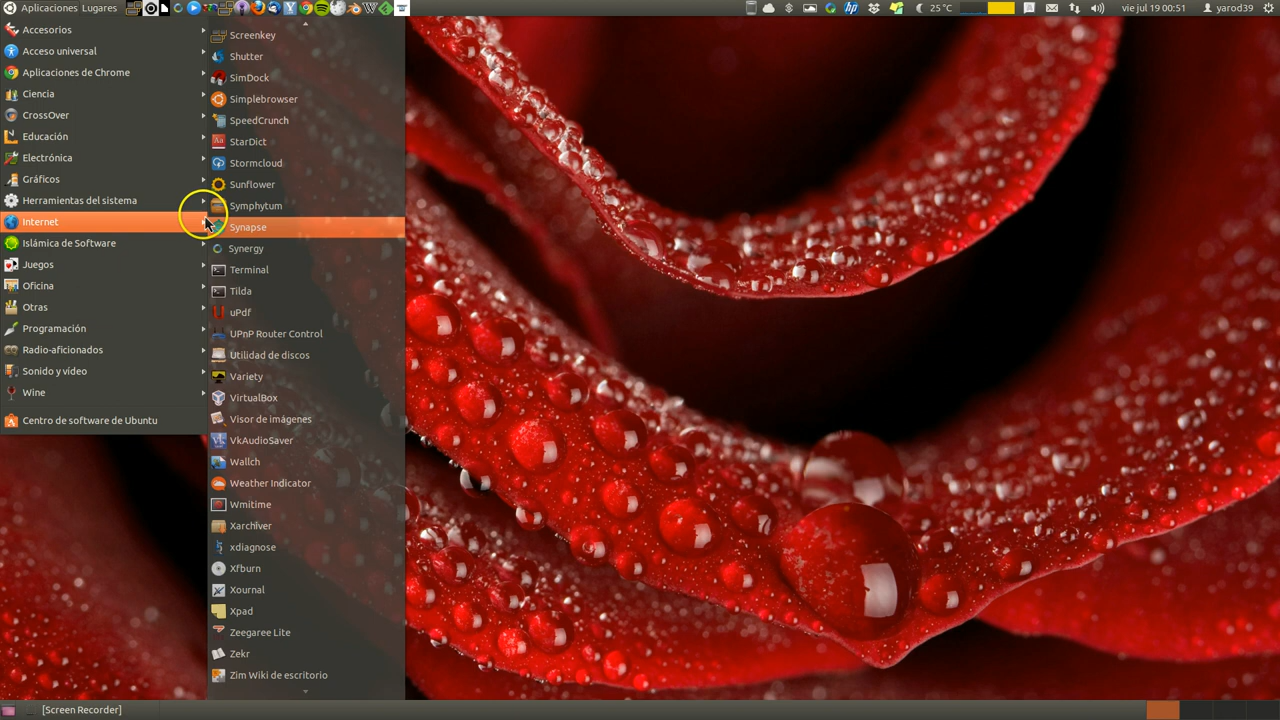 Aplicaciones Lugares
25 °C
vie jul 19 00:51
yarod39
Accesorios
Acceso universal
Aplicaciones de Chrome
Ciencia
CrossOver
Educación
Electrónica
Gráficos
Herramientas del sistema
Internet
Islámica de Software
Juegos
Oficina
Otras
Programación
Radio-aficionados
Sonido y vídeo
Wine
Centro de software de Ubuntu
Screenkey
Shutter
SimDock
Simplebrowser
SpeedCrunch
StarDict
Stormcloud
Sunflower
Symphytum
Synapse
Synergy
Terminal
Tilda
uPdf
UPnP Router Control
Utilidad de discos
Variety
VirtualBox
Visor de imágenes
VkAudioSaver
Wallch
Weather Indicator
Wmitime
Xarchiver
xdiagnose
Xfburn
Xournal
Xpad
Zeegaree Lite
Zekr
Zim Wiki de escritorio
[Screen Recorder]